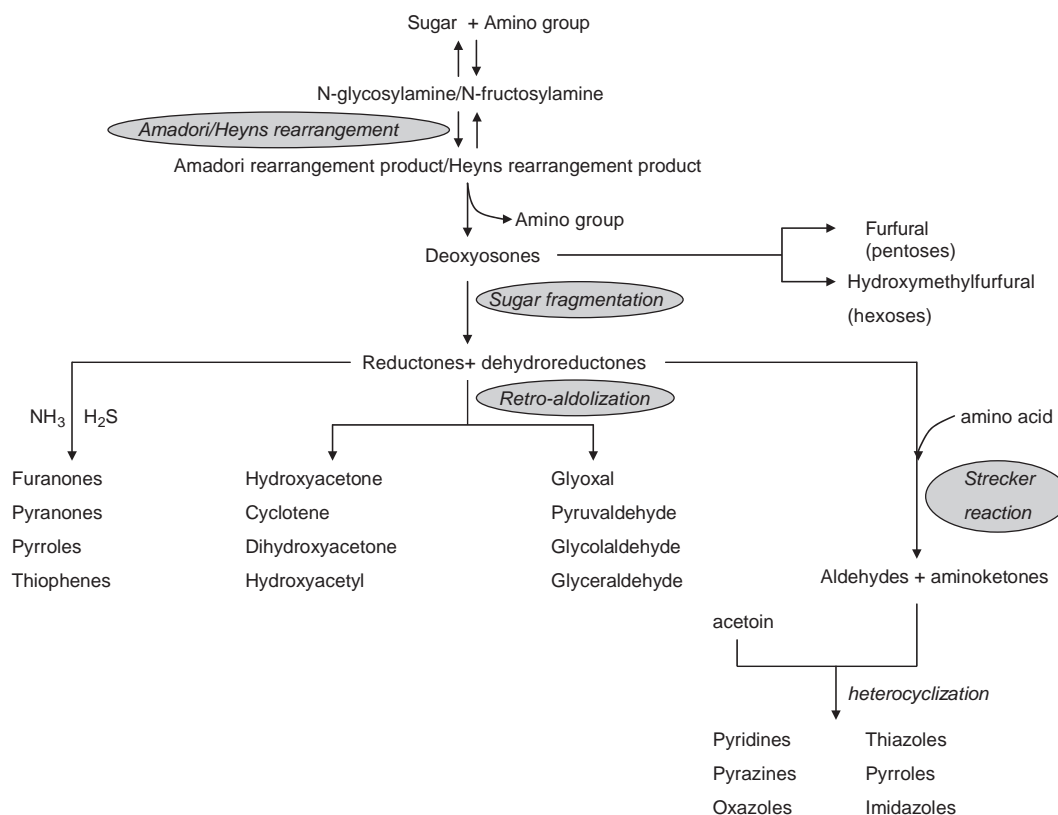 Sugar + Amino group
N-glycosylamine/N-fructosylamine
Amadori/Heyns rearrangement
Amadori rearrangement product/Heyns rearrangement product
Amino group
Deoxyosones
Furfural
(pentoses)
Hydroxymethylfurfural
(hexoses)
Sugar fragmentation
Reductones+ dehydroreductones
Retro-aldolization
NH₃ H₂S
amino acid
Furanones
Pyranones
Pyrroles
Thiophenes
Hydroxyacetone
Cyclotene
Dihydroxyacetone
Hydroxyacetyl
Glyoxal
Pyruvaldehyde
Glycolaldehyde
Glyceraldehyde
Strecker
reaction
Aldehydes + aminoketones
acetoin
heterocyclization
Pyridines
Pyrazines
Oxazoles
Thiazoles
Pyrroles
Imidazoles